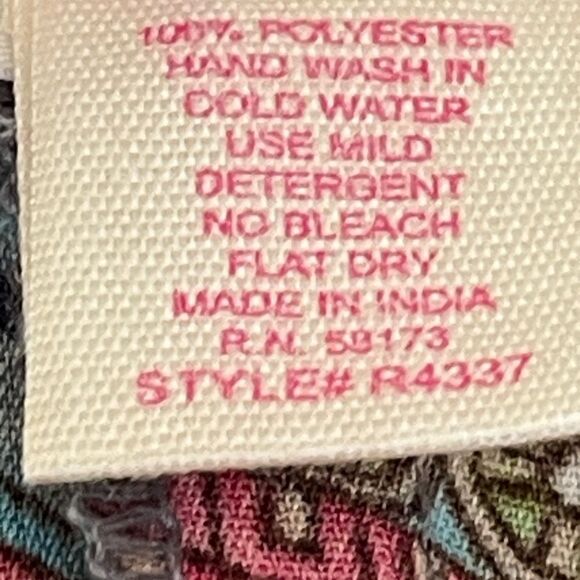 100% POLYESTER
HAND WASH IN
COLD WATER
USE MILD
DETERGENT
NO BLEACH
FLAT DRY
MADE IN INDIA
R.N. 58173
STYLE# R4337